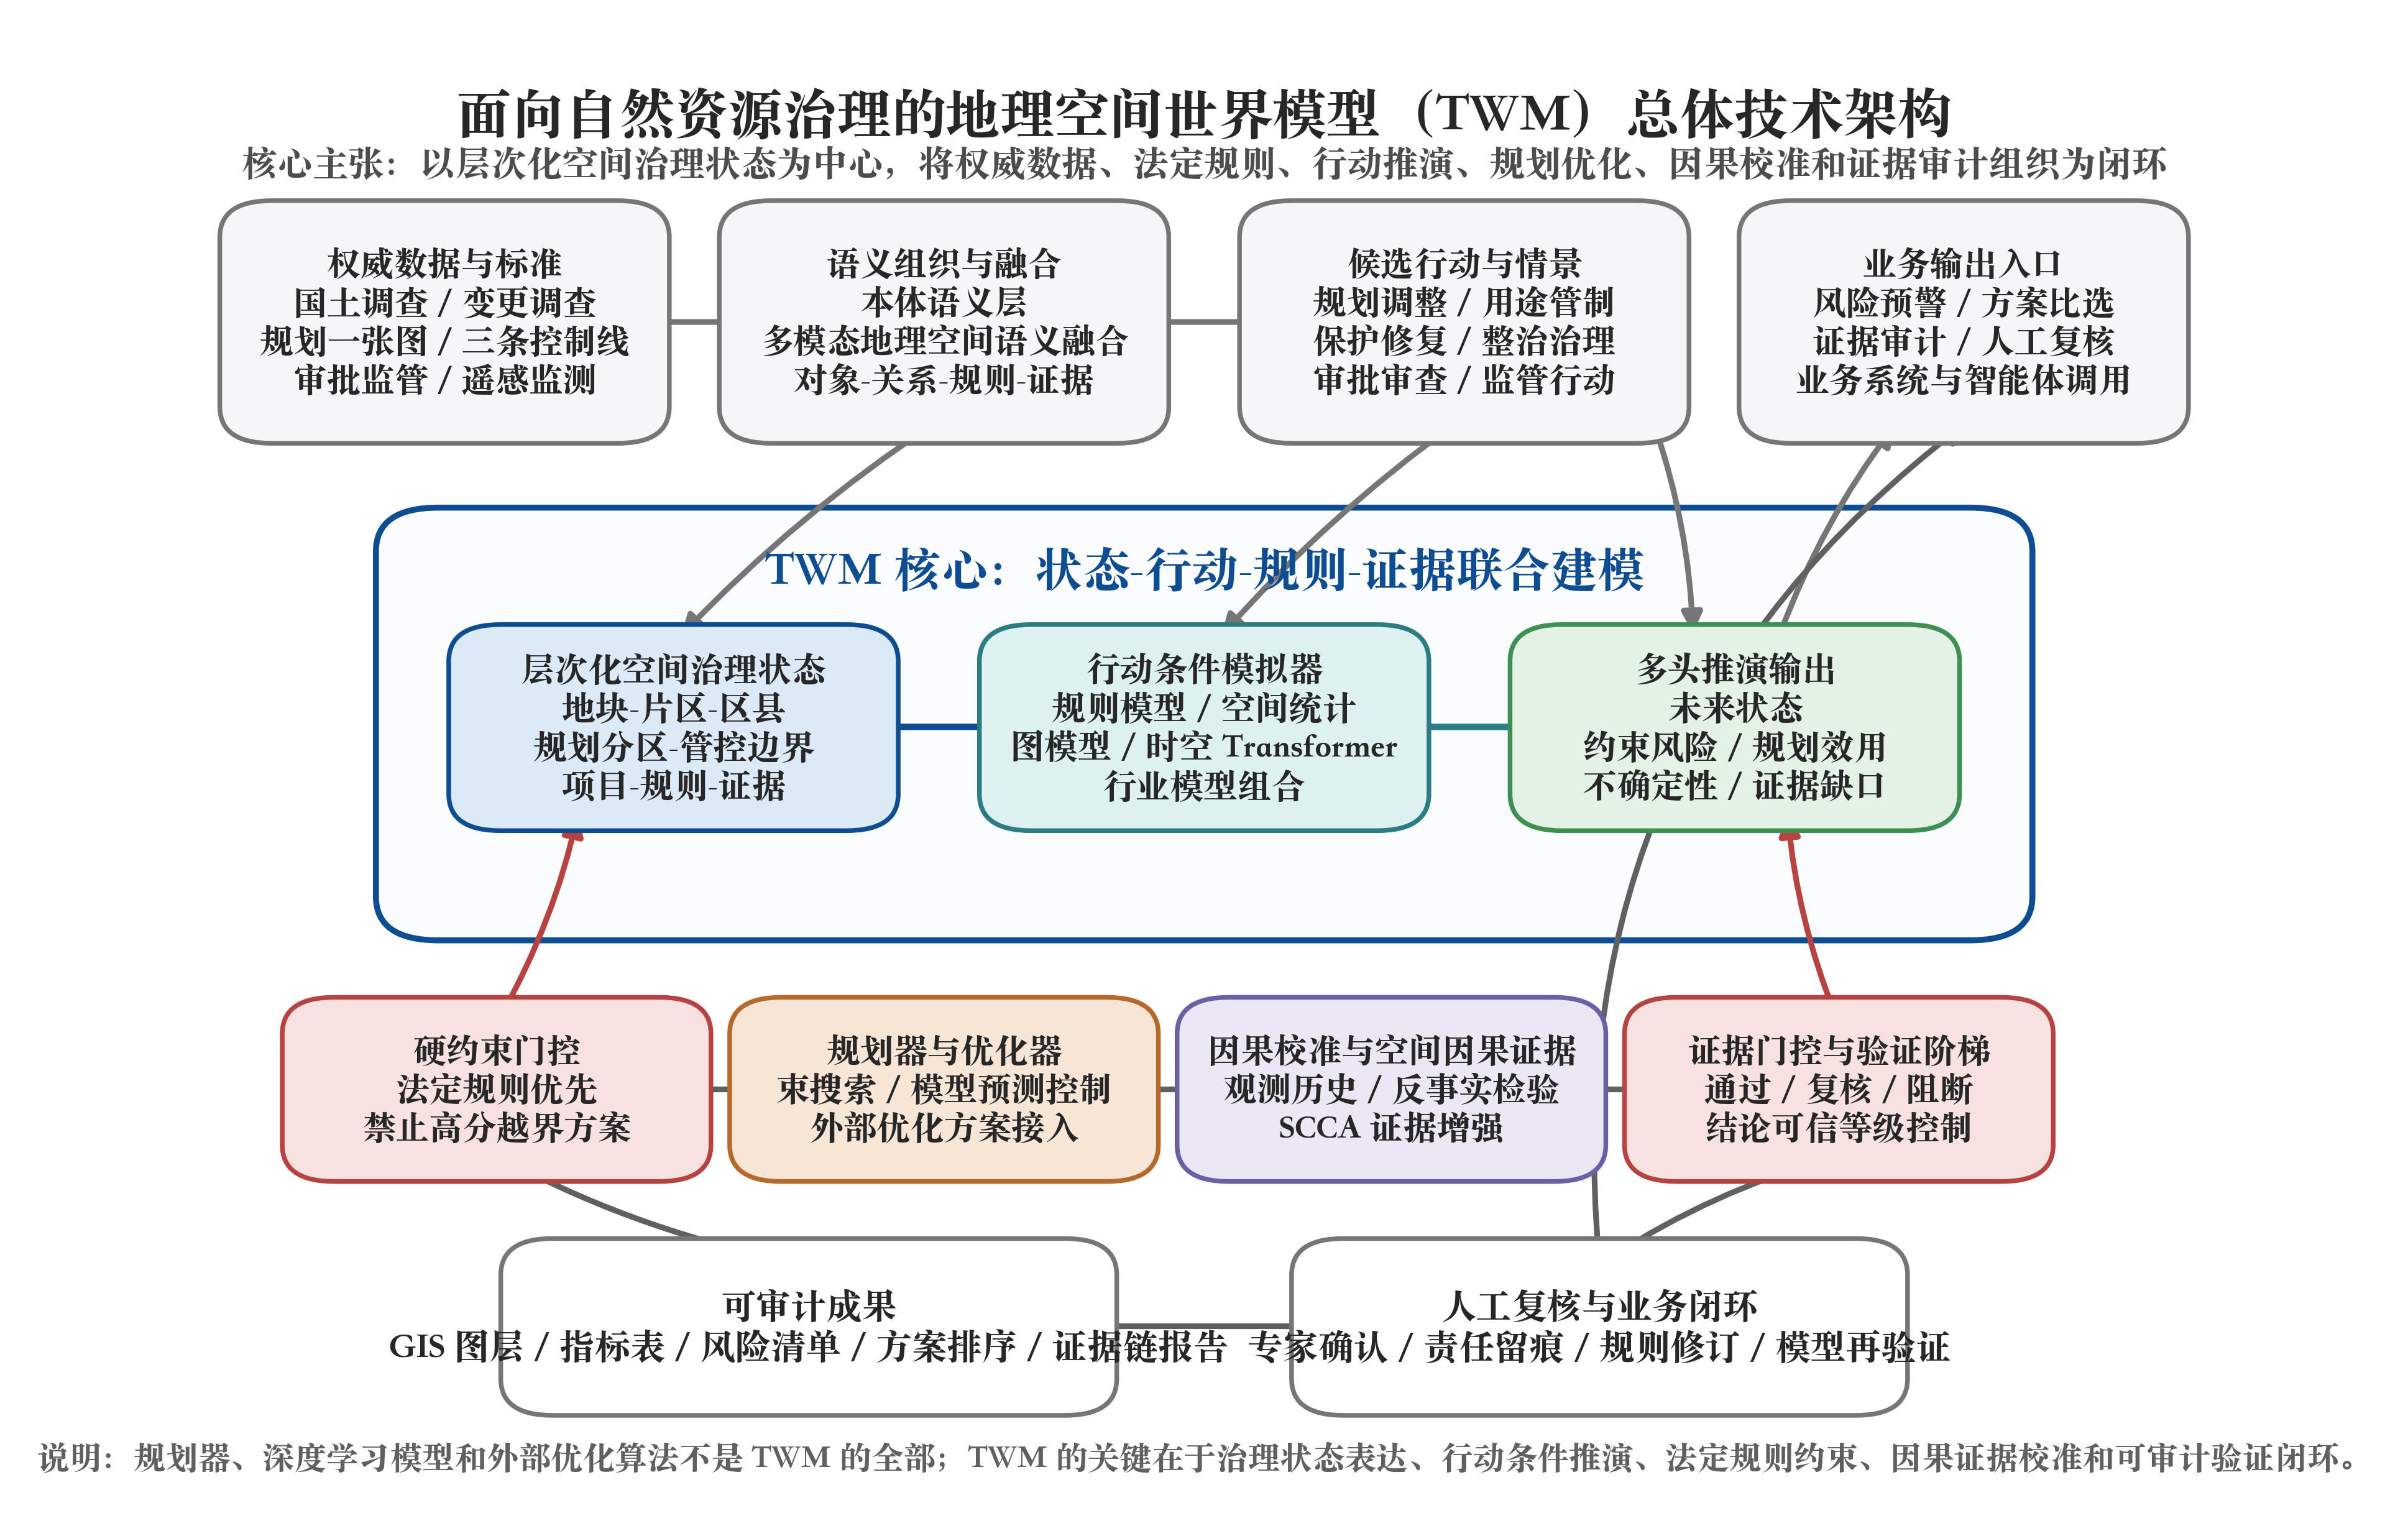 面向自然资源治理的地理空间世界模型（TWM）总体技术架构
核心主张：以层次化空间治理状态为中心，将权威数据、法定规则、行动推演、规划优化、因果校准和证据审计组织为闭环
权威数据与标准
国土调查 / 变更调查
规划一张图 / 三条控制线
审批监管 / 遥感监测
语义组织与融合
本体语义层
多模态地理空间语义融合
对象-关系-规则-证据
候选行动与情景
规划调整 / 用途管制
保护修复 / 整治治理
审批审查 / 监管行动
业务输出入口
风险预警 / 方案比选
证据审计 / 人工复核
业务系统与智能体调用
TWM 核心：状态-行动-规则-证据联合建模
层次化空间治理状态
地块-片区-区县
规划分区-管控边界
项目-规则-证据
行动条件模拟器
规则模型 / 空间统计
图模型 / 时空 Transformer
行业模型组合
多头推演输出
未来状态
约束风险 / 规划效用
不确定性 / 证据缺口
硬约束门控
法定规则优先
禁止高分越界方案
规划器与优化器
束搜索 / 模型预测控制
外部优化方案接入
因果校准与空间因果证据
观测历史 / 反事实检验
SCCA 证据增强
证据门控与验证阶梯
通过 / 复核 / 阻断
结论可信等级控制
可审计成果
GIS 图层 / 指标表 / 风险清单 / 方案排序 / 证据链报告
人工复核与业务闭环
专家确认 / 责任留痕 / 规则修订 / 模型再验证
说明：规划器、深度学习模型和外部优化算法不是 TWM 的全部；TWM 的关键在于治理状态表达、行动条件推演、法定规则约束、因果证据校准和可审计验证闭环。